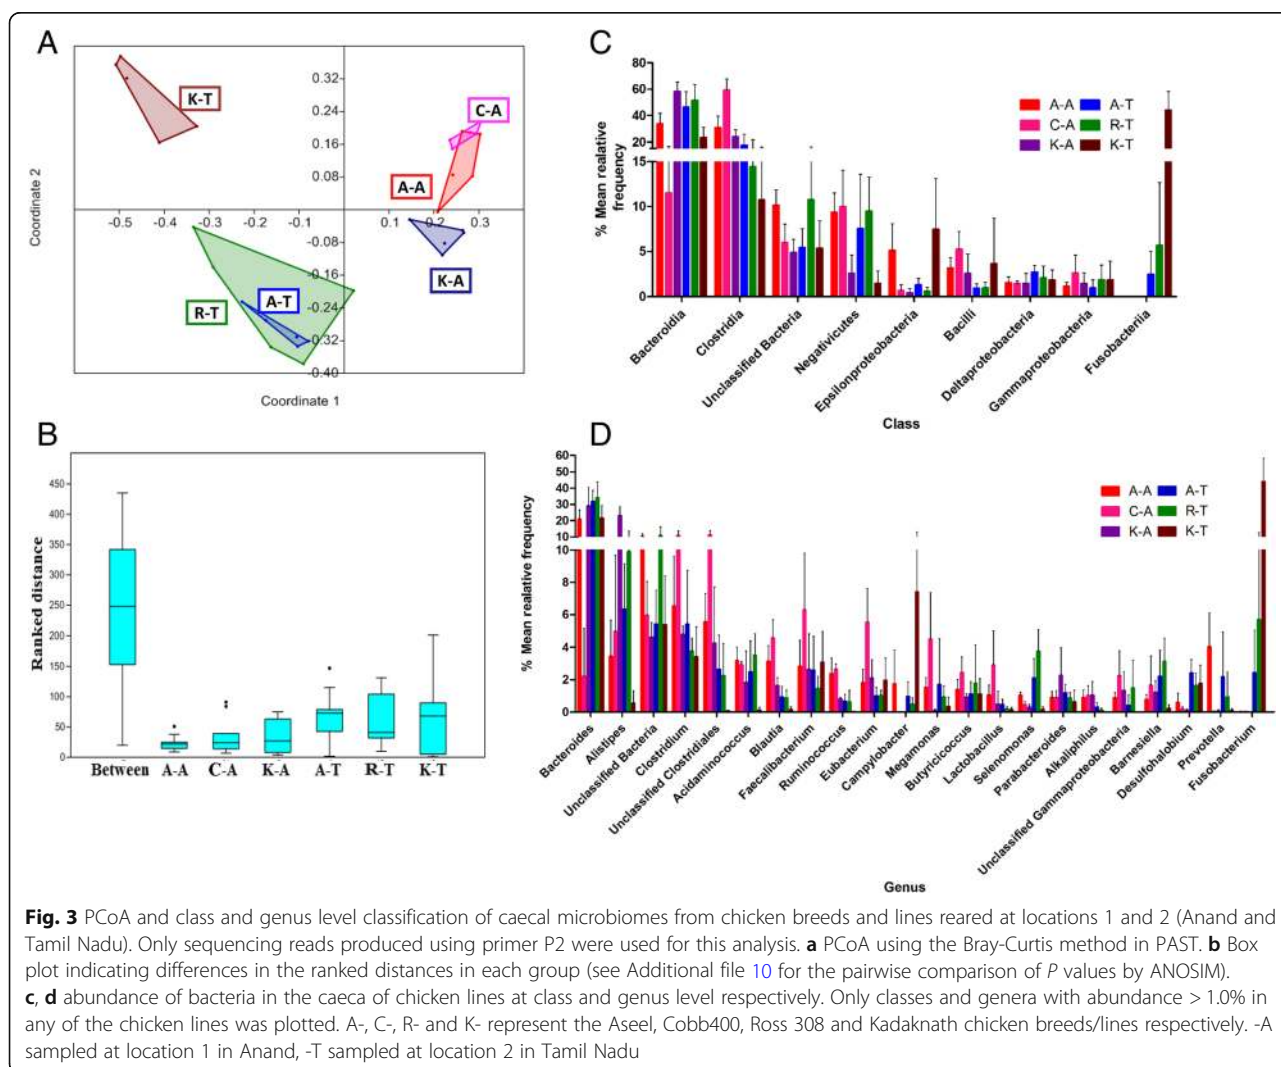 A
K-T
C-A
A-A
K-A
A-T
R-T
0.32
0.24
0.16
0.08
-0.5
-0.4
-0.3
-0.2
-0.1
0.1
0.2
0.3
-0.08
-0.16
-0.24
-0.32
-0.40
Coordinate 2
Coordinate 1
C
80
60
40
20
15
10
5
0
% Mean realative
frequency
A-A
A-T
C-A
R-T
K-A
K-T
Bacteroidia
Clostridia
Unclassified Bacteria
Negativicutes
Epsilonproteobacteria
Bacilli
Deltaproteobacteria
Gammaproteobacteria
Fusobacteriia
Class
B
450
400
350
300
250
200
150
100
50
0
Ranked distance
Between
A-A
C-A
K-A
A-T
R-T
K-T
D
60
50
40
30
20
10
10
8
6
4
2
0
% Mean realative frequency
A-A
A-T
C-A
R-T
K-A
K-T
Bacteroides
Alistipes
Unclassified Bacteria
Clostridium
Unclassified Clostridiales
Acidaminococcus
Blautia
Faecalibacterium
Ruminococcus
Eubacterium
Campylobacter
Megamonas
Butyricicoccus
Lactobacillus
Selenomonas
Parabacteroides
Alkaliphilus
Unclassified Gammaproteobacteria
Barnesiella
Desulfohalobium
Prevotella
Fusobacterium
Genus
Fig. 3 PCoA and class and genus level classification of caecal microbiomes from chicken breeds and lines reared at locations 1 and 2 (Anand and
Tamil Nadu). Only sequencing reads produced using primer P2 were used for this analysis. a PCoA using the Bray-Curtis method in PAST. b Box
plot indicating differences in the ranked distances in each group (see Additional file 10 for the pairwise comparison of P values by ANOSIM).
c, d abundance of bacteria in the caeca of chicken lines at class and genus level respectively. Only classes and genera with abundance > 1.0% in
any of the chicken lines was plotted. A-, C-, R- and K- represent the Aseel, Cobb400, Ross 308 and Kadaknath chicken breeds/lines respectively. -A
sampled at location 1 in Anand, -T sampled at location 2 in Tamil Nadu